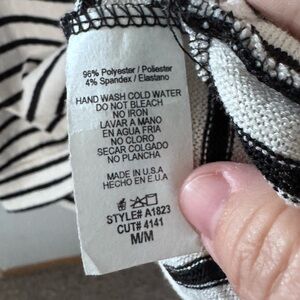 96% Polyester / Poliester
4% Spandex / Elastano
HAND WASH COLD WATER
DO NOT BLEACH
NO IRON
LAVAR A MANO
EN AGUA FRIA
NO CLORO
SECAR COLGADO
NO PLANCHA
MADE IN U.S.A
HECHO EN E.U.A
STYLE# A1823
CUT# 4141
M/M